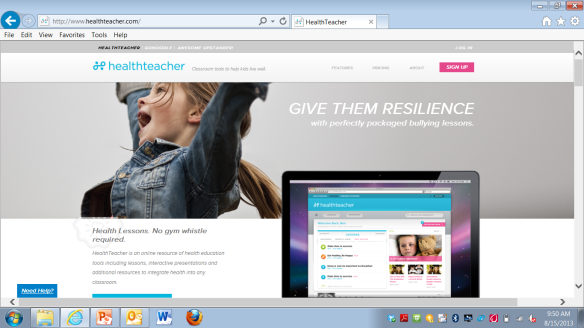 http://www.healthteacher.com/
HealthTeacher
File Edit View Favorites Tools Help
HEALTHTEACHER
AWESOME UPSTANDER!
LOG IN
healthteacher
Classroom tools to help kids live well.
FEATURES PRICING ABOUT SIGN UP
GIVE THEM RESILIENCE
with perfectly packaged bullying lessons.
healthteacher
Health Lessons. No gym whistle
required.
HealthTeacher is an online resource of health education
tools including lessons, interactive presentations and
additional resources to integrate health into any
classroom.
Need Help?
9:50 AM
8/15/2013